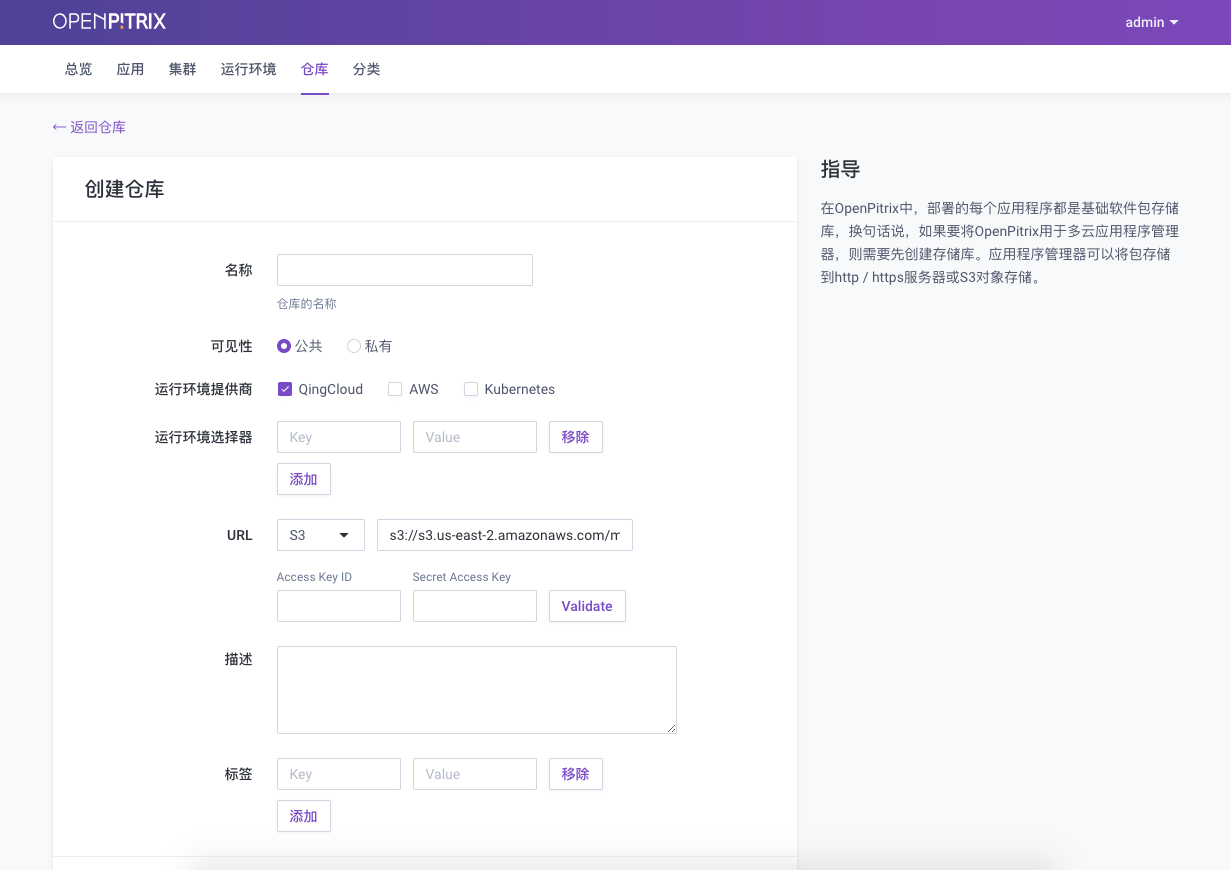 OPENPITRIX
admin
总览 应用 集群 运行环境 仓库 分类
← 返回仓库
创建仓库
名称
仓库的名称
可见性 公共 私有
运行环境提供商 QingCloud AWS Kubernetes
运行环境选择器 Key Value 移除
添加
URL S3 s3://s3.us-east-2.amazonaws.com/m
Access Key ID Secret Access Key
Validate
描述
标签 Key Value 移除
添加
指导
在OpenPitrix中，部署的每个应用程序都是基础软件包存储
库，换句话说，如果要将OpenPitrix用于多云应用程序管理
器，则需要先创建存储库。应用程序管理器可以将包存储
到http / https服务器或S3对象存储。